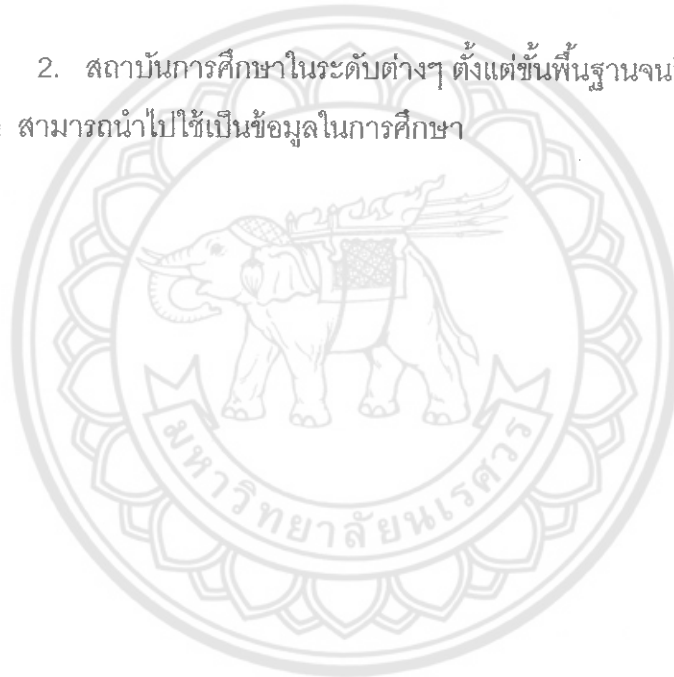 2. สถาบันการศึกษาในระดับต่างๆ ตั้งแต่ขั้นพื้นฐานจน
สามารถนำไปใช้เป็นข้อมูลในการศึกษา
มหาวิทยาลัยนเรศวร